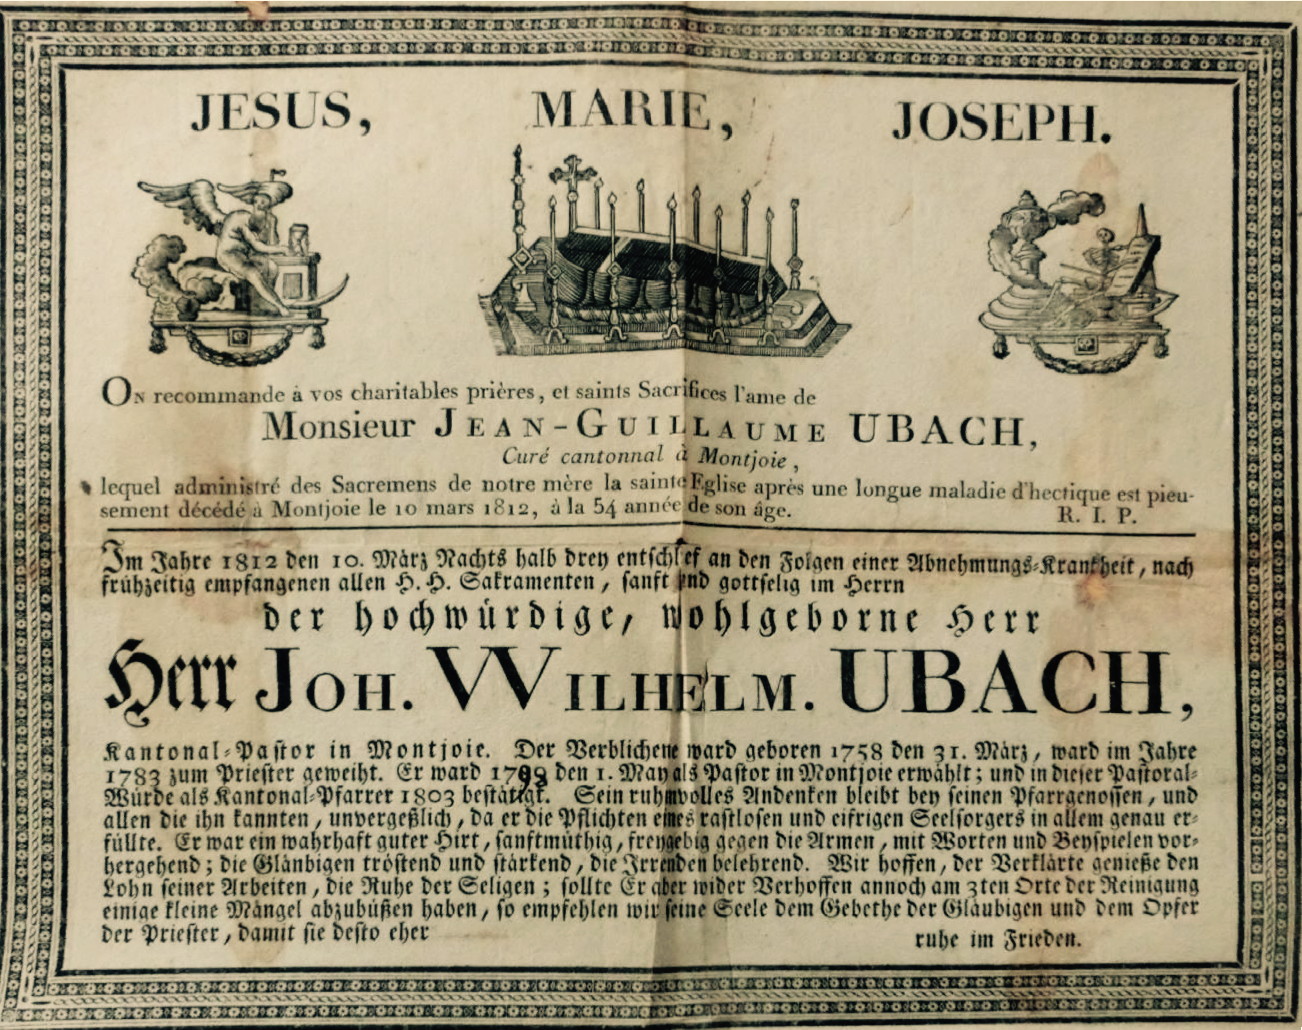 JESUS, MARIE, JOSEPH.
ON recommande à vos charitables prières, et saints Sacrifices l'ame de
Monsieur JEAN-GUILLAUME UBACH,
Curé cantonnal à Montjoie,
lequel administré des Sacremens de notre mère la sainte Eglise après une longue maladie d'hectique est pieu-
sement décédé à Montjoie le 10 mars 1812, à la 54 année de son âge. R. I. P.
Im Jahre 1812 den 10. März Nachts halb drey entschlief an den Folgen einer Abnehmungs-Krankheit, nach
frühzeitig empfangenen allen H. H. Sakramenten, sanft und gottselig im Herrn
der hochwürdige, wohlgeborne Herr
Herr JOH. WILHELM. UBACH,
Kantonal-Pastor in Montjoie. Der Verblichene ward geboren 1758 den 31. März, ward im Jahre
1783 zum Priester geweiht. Er ward 1799 den 1. May als Pastor in Montjoie erwählt; und in dieser Pastoral-
Würde als Kantonal-Pfarrer 1803 bestätigt. Sein ruhmvolles Andenken bleibt bey seinen Pfarrgenossen, und
allen die ihn kannten, unvergeßlich, da er die Pflichten eines rastlosen und eifrigen Seelsorgers in allem genau er-
füllte. Er war ein wahrhaft guter Hirt, sanftmüthig, freygebig gegen die Armen, mit Worten und Beyspielen vor-
hergehend; die Gläubigen tröstend und stärkend, die Irrenden belehrend. Wir hoffen, der Verklärte genieße den
Lohn seiner Arbeiten, die Ruhe der Seligen; sollte Er aber wider Verhoffen annoch am 3ten Orte der Reinigung
einige kleine Mängel abzubüßen haben, so empfehlen wir seine Seele dem Gebethe der Gläubigen und dem Opfer
der Priester, damit sie desto eher ruhe im Frieden.